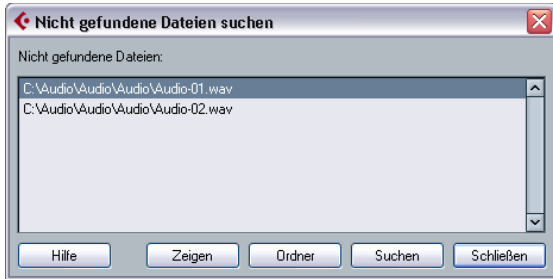 Nicht gefundene Dateien suchen
Nicht gefundene Dateien:
C:\Audio\Audio\Audio\Audio-01.wav
C:\Audio\Audio\Audio\Audio-02.wav
Hilfe Zeigen Ordner Suchen Schließen